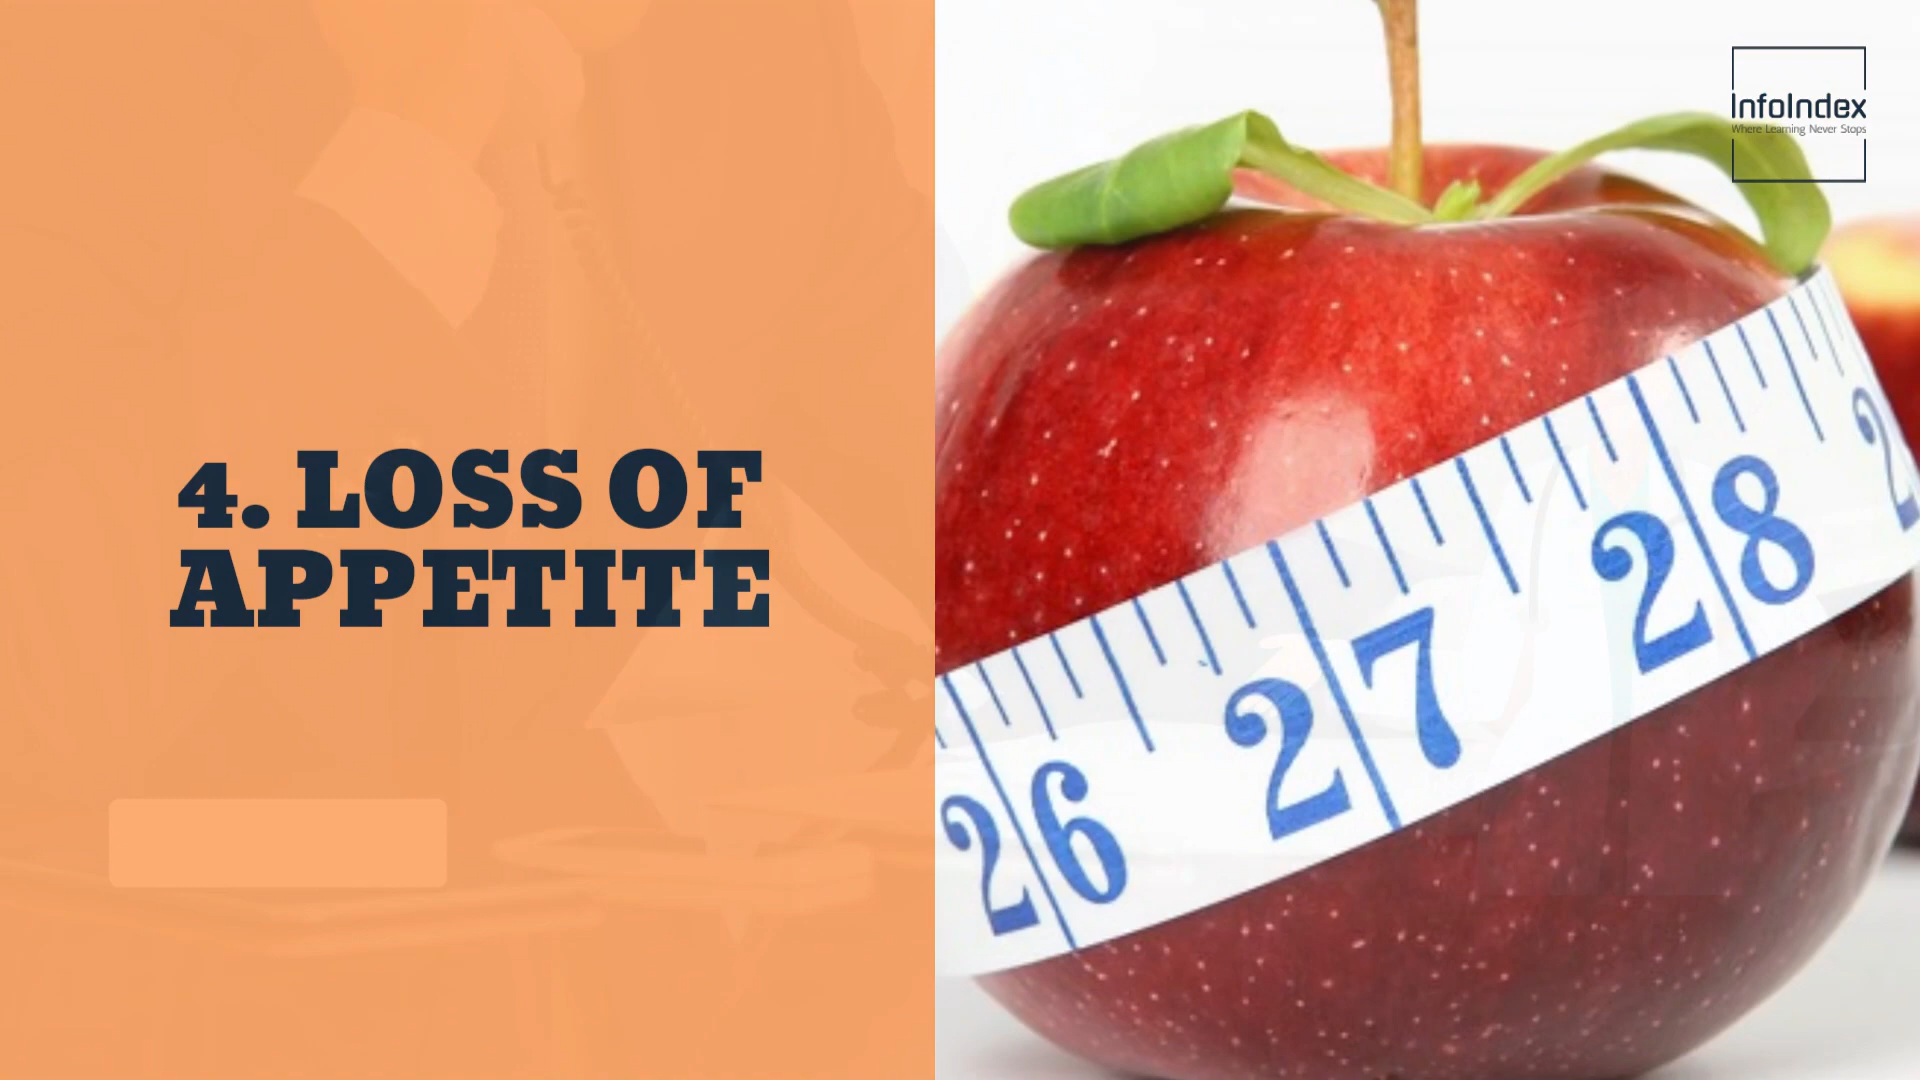 4. LOSS OF
APPETITE
InfoIndex
Where Learning Never Stops
26
27
28